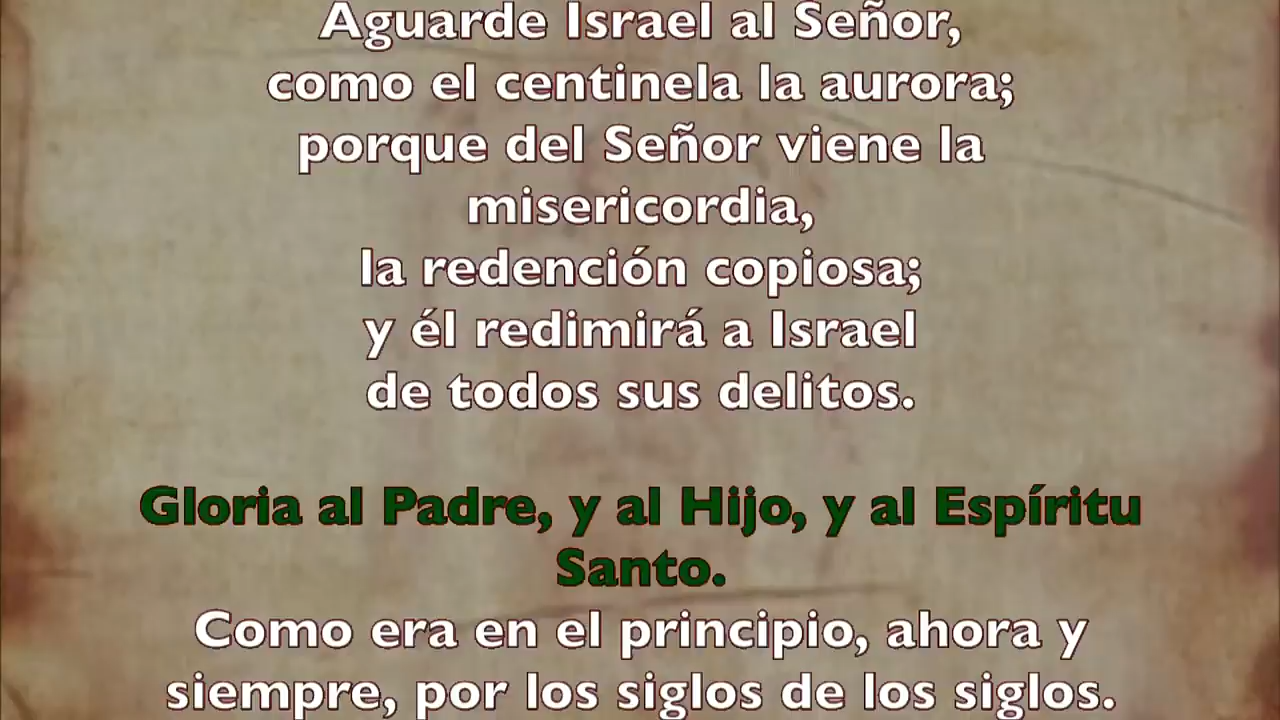 Aguarde Israel al Señor,
como el centinela la aurora;
porque del Señor viene la
misericordia,
la redención copiosa;
y él redimirá a Israel
de todos sus delitos.
Gloria al Padre, y al Hijo, y al Espíritu
Santo.
Como era en el principio, ahora y
siempre, por los siglos de los siglos.